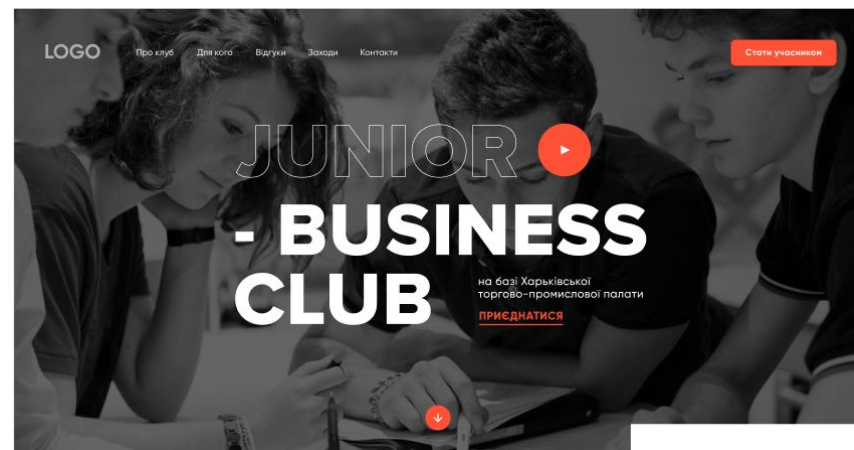 LOGO
Про клуб Для кого Відгуки Заходи Контакти
Стати учасником
JUNIOR
- BUSINESS
CLUB
на базі Харьківської
торгово-промислової палати
ПРИЄДНАТИСЯ